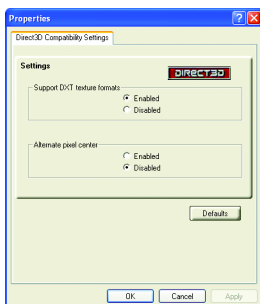 Properties
Direct3D Compatibility Settings
Settings
DIRECT3D
Support DXT texture formats
Enabled
Disabled
Alternate pixel center
Enabled
Disabled
Defaults
OK Cancel Apply